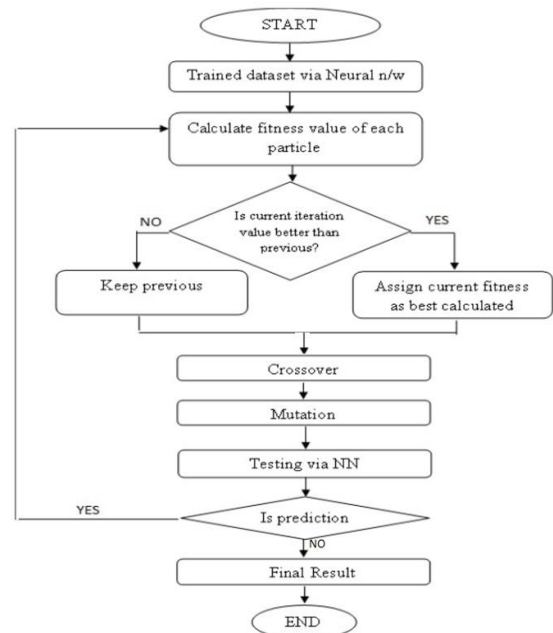 START
Trained dataset via Neural n/w
Calculate fitness value of each
particle
Is current iteration
value better than
previous?
NO
YES
Keep previous
Assign current fitness
as best calculated
Crossover
Mutation
Testing via NN
Is prediction
YES
NO
Final Result
END